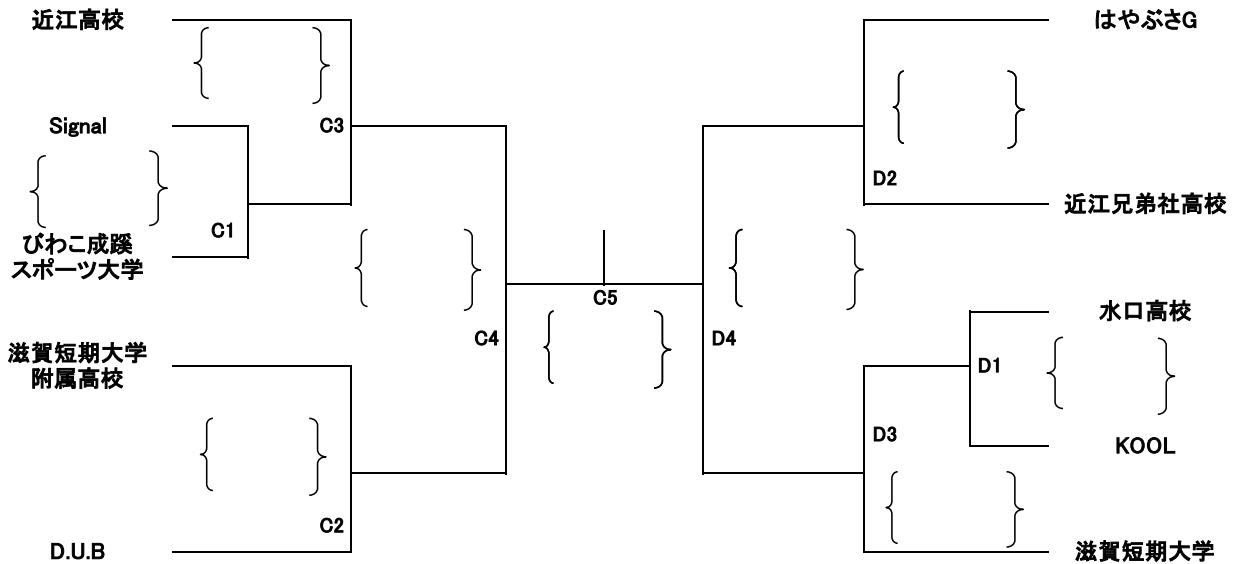 近江高校
はやぶさG
Signal
C3
D2
近江兄弟社高校
C1
びわこ成蹊
スポーツ大学
C5
水口高校
滋賀短期大学
附属高校
C4
D4
D1
D3
KOOL
C2
D.U.B
滋賀短期大学